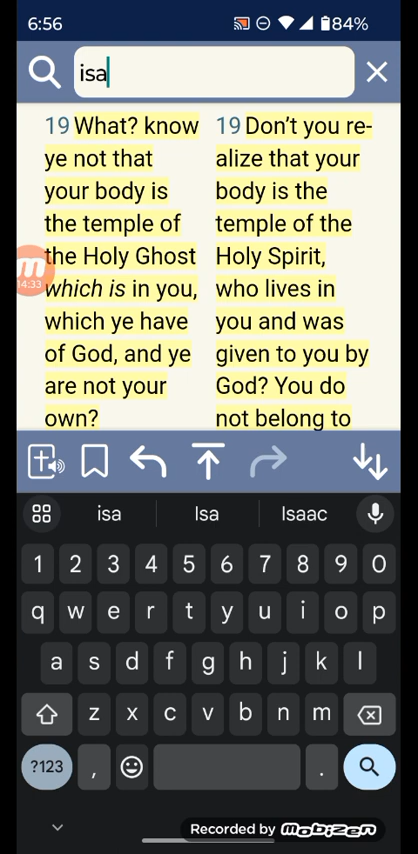 6:56
84%
isa
19 What? know
ye not that
your body is
the temple of
the Holy Ghost
which is in you,
which ye have
of God, and ye
are not your
own?
19 Don’t you re-
alize that your
body is the
temple of the
Holy Spirit,
who lives in
you and was
given to you by
God? You do
not belong to
14:33
isa Isa Isaac
1 2 3 4 5 6 7 8 9 0
q w e r t y u i o p
a s d f g h j k l
z x c v b n m
?123 , .
Recorded by mobizen